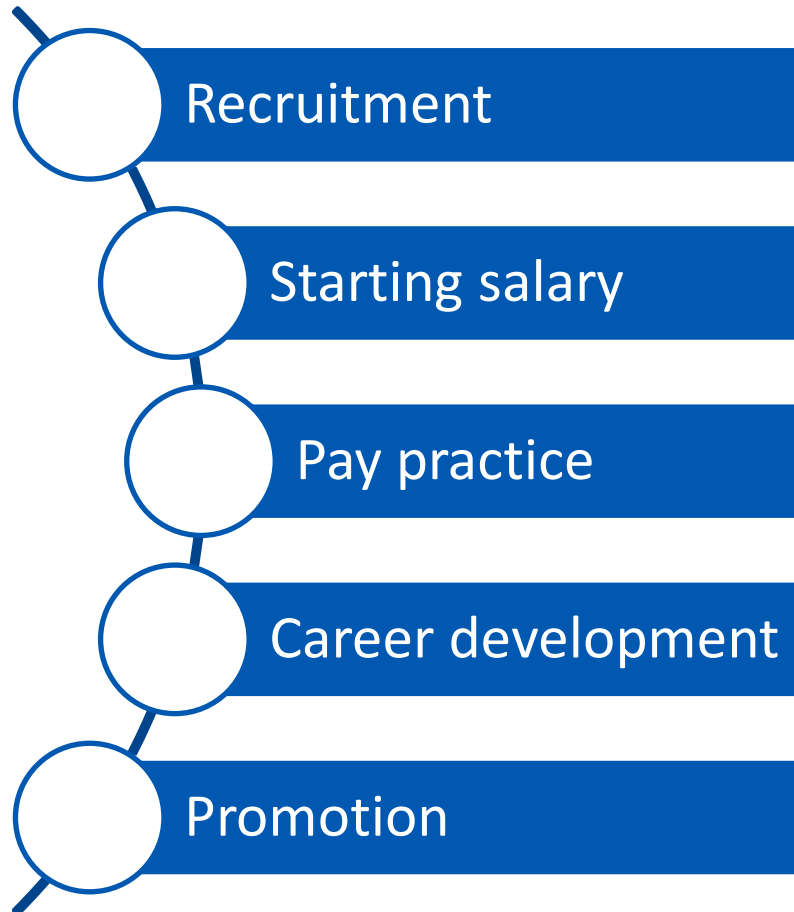 Recruitment
Starting salary
Pay practice
Career development
Promotion